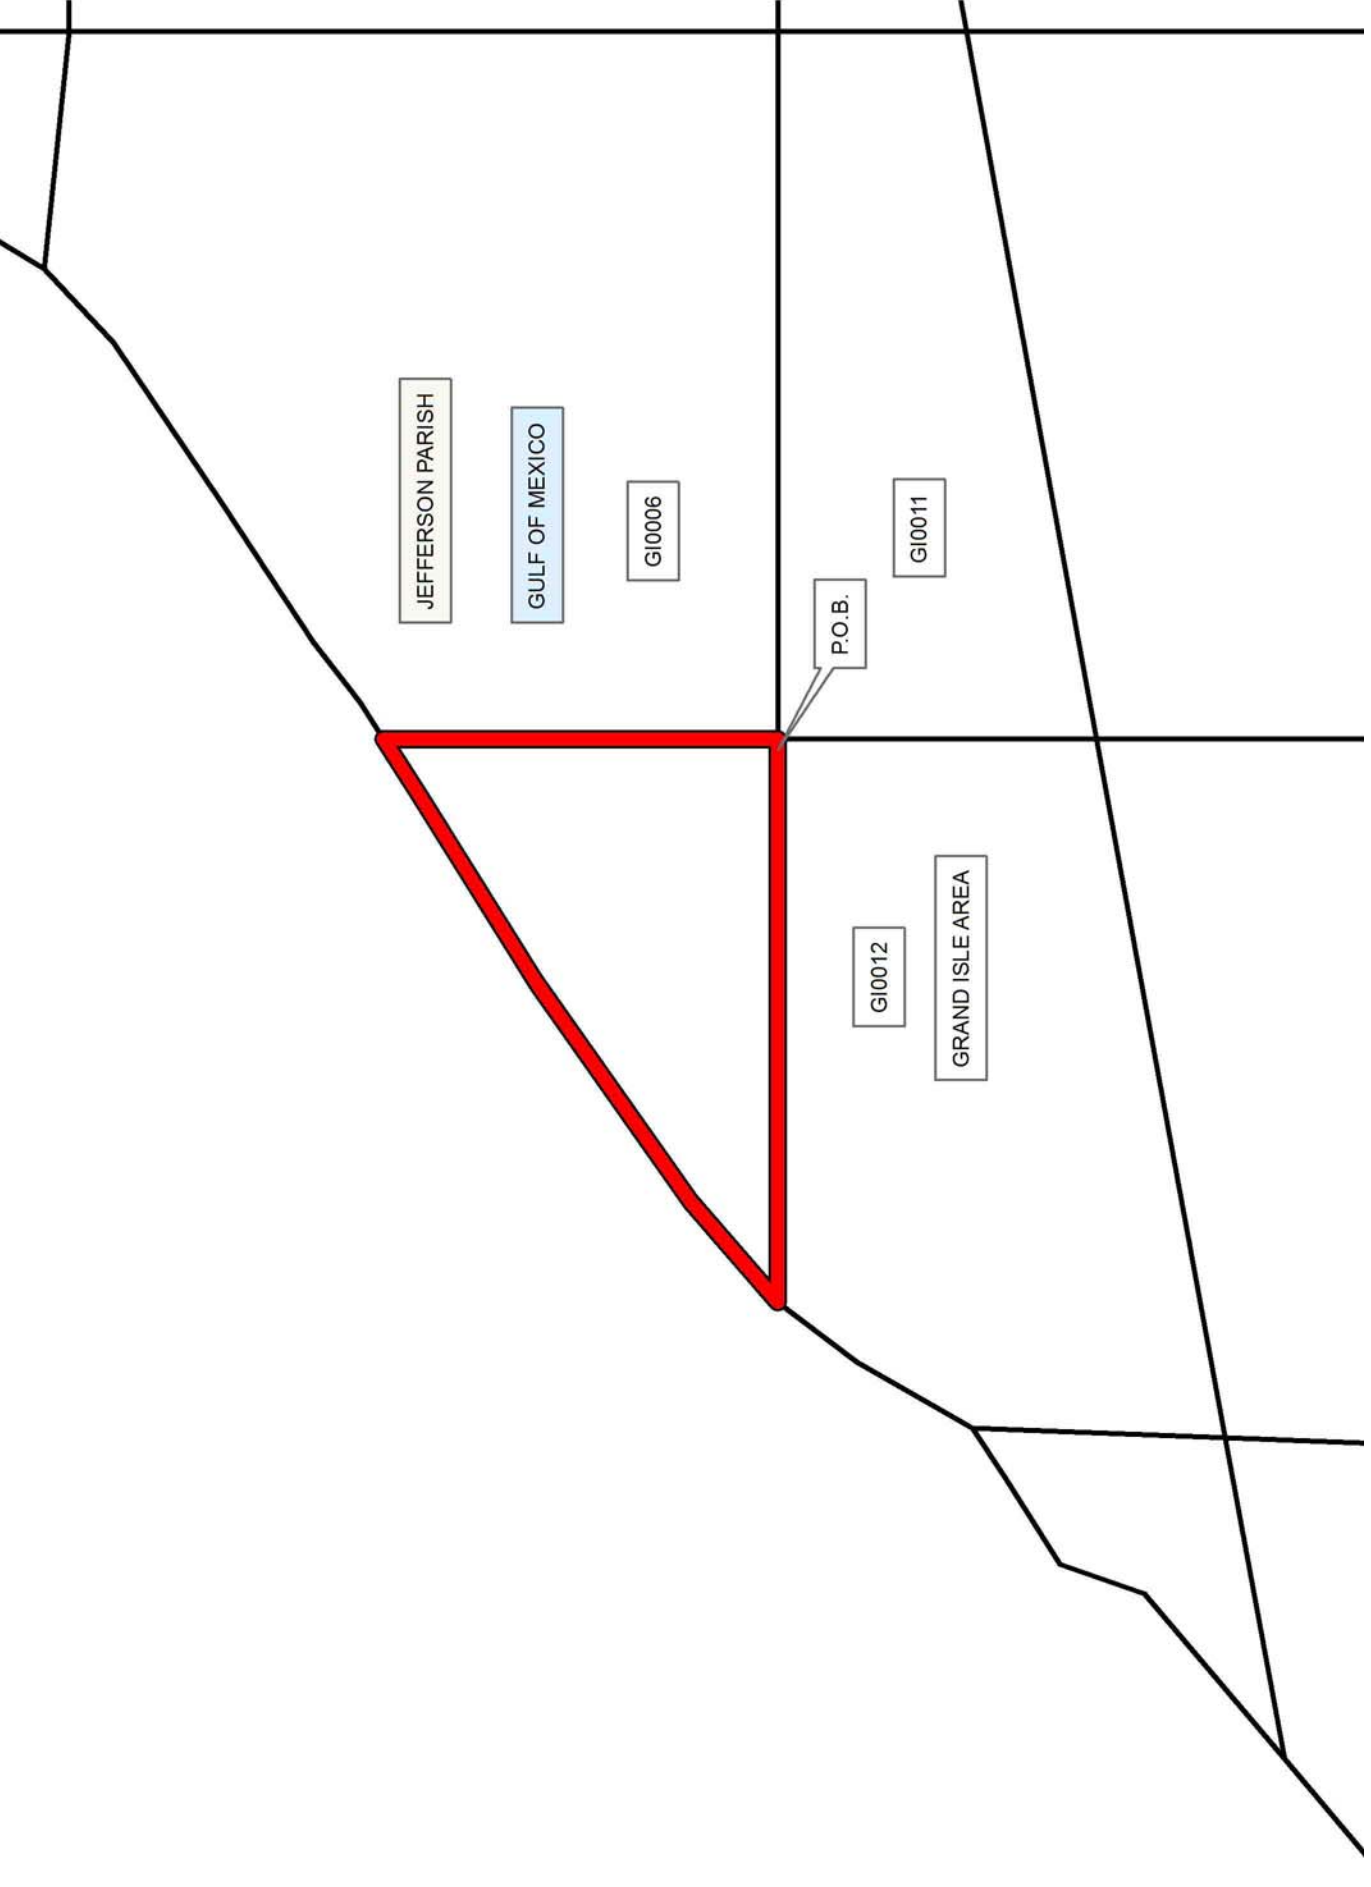 JEFFERSON PARISH
GULF OF MEXICO
GI0006
P.O.B.
GI0011
GI0012
GRAND ISLE AREA